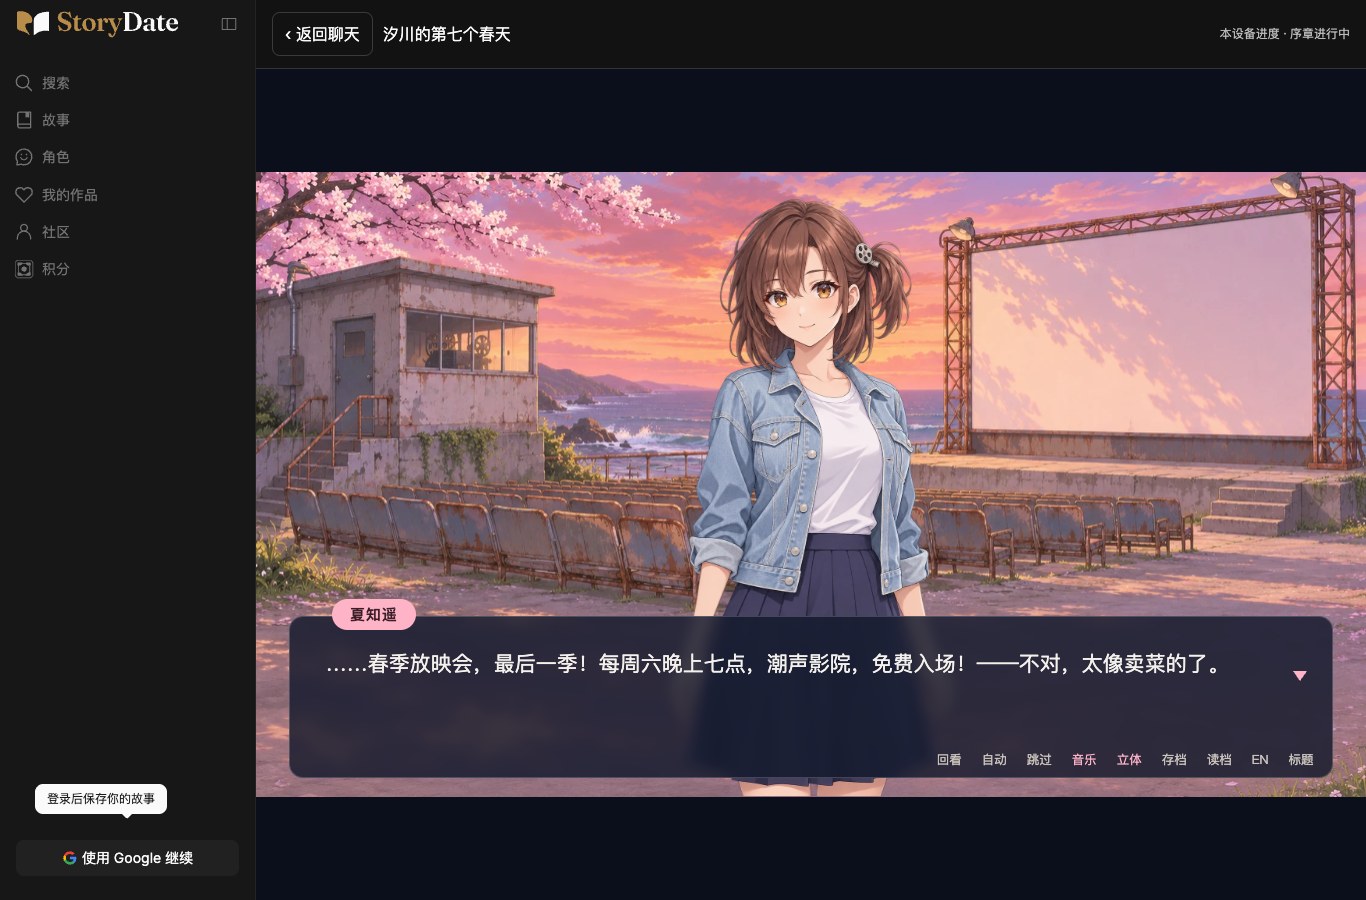 StoryDate
搜索
故事
角色
我的作品
社区
积分
登录后保存你的故事
使用 Google 继续
‹ 返回聊天
汐川的第七个春天
本设备进度 · 序章进行中
夏知遥
……春季放映会，最后一季！每周六晚上七点，潮声影院，免费入场！——不对，太像卖菜的了。
回看 自动 跳过 音乐 立体 存档 读档 EN 标题